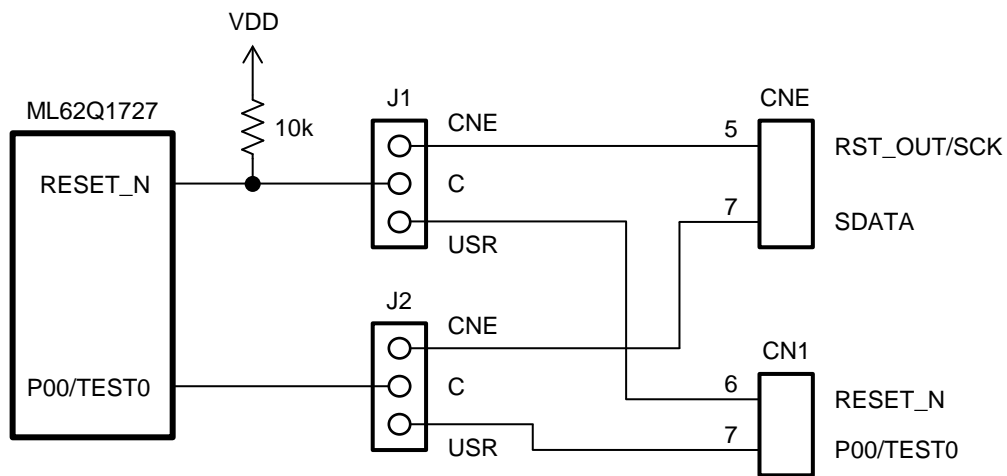 VDD
ML62Q1727
10k
RESET_N
P00/TEST0
J1
CNE
C
USR
J2
CNE
C
USR
CNE
5
RST_OUT/SCK
7
SDATA
CN1
6
RESET_N
7
P00/TEST0